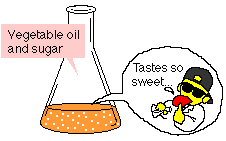 Vegetable oil
and sugar
Tastes so
sweet...